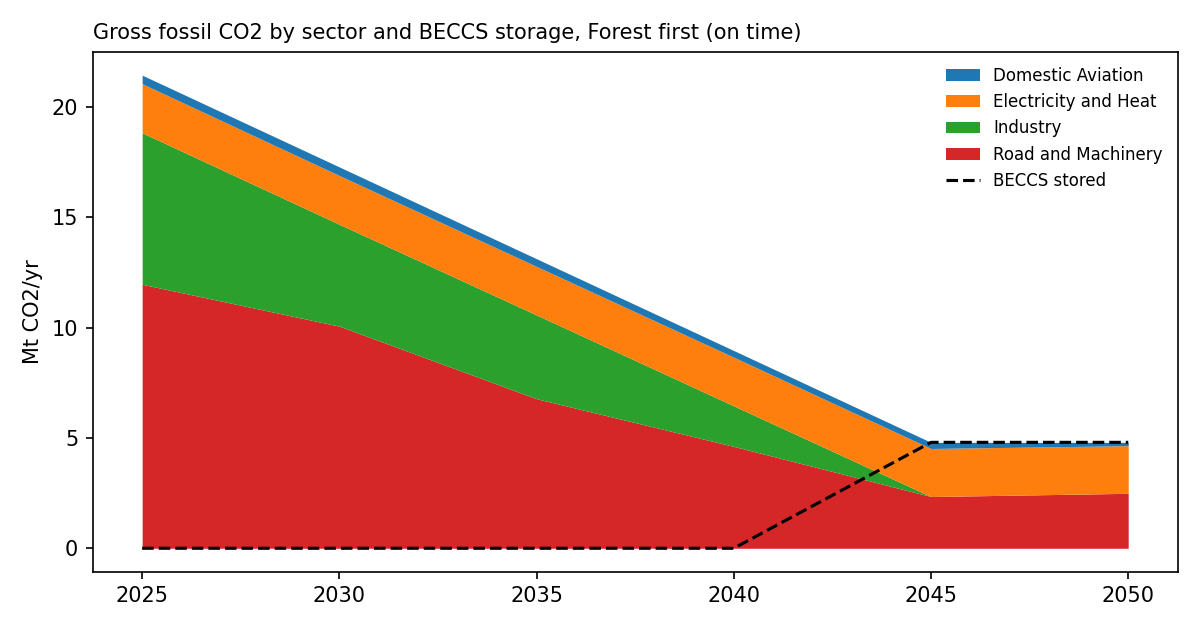 Gross fossil CO2 by sector and BECCS storage, Forest first (on time)
Domestic Aviation
Electricity and Heat
Industry
Road and Machinery
BECCS stored
Mt CO2/yr
20
15
10
5
0
2025 2030 2035 2040 2045 2050